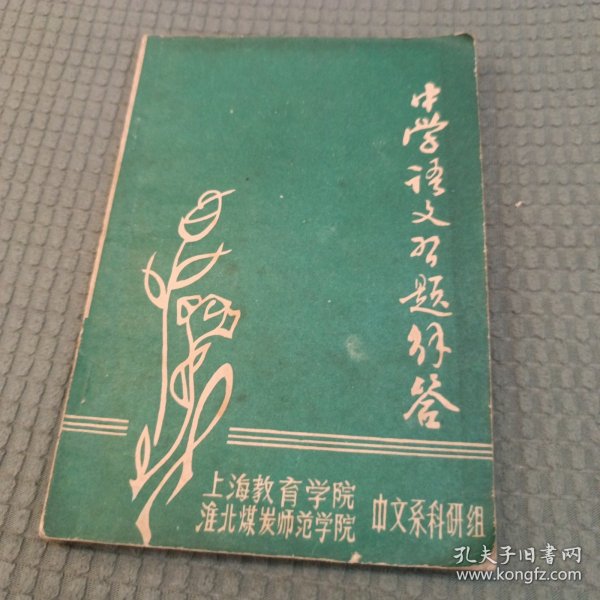 中学语文习题解答
上海教育学院
淮北煤炭师范学院
中文系科研组
孔夫子旧书网
www.kongfz.com